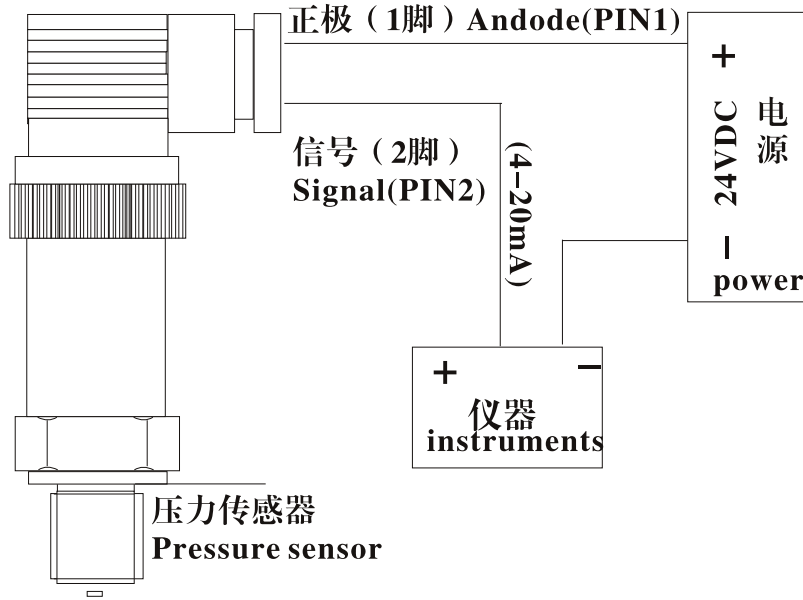 正极（1脚）Andode(PIN1)
信号（2脚）
Signal(PIN2)
(4-20mA)
+
24VDC
−
电源
power
+
−
仪器
instruments
压力传感器
Pressure sensor